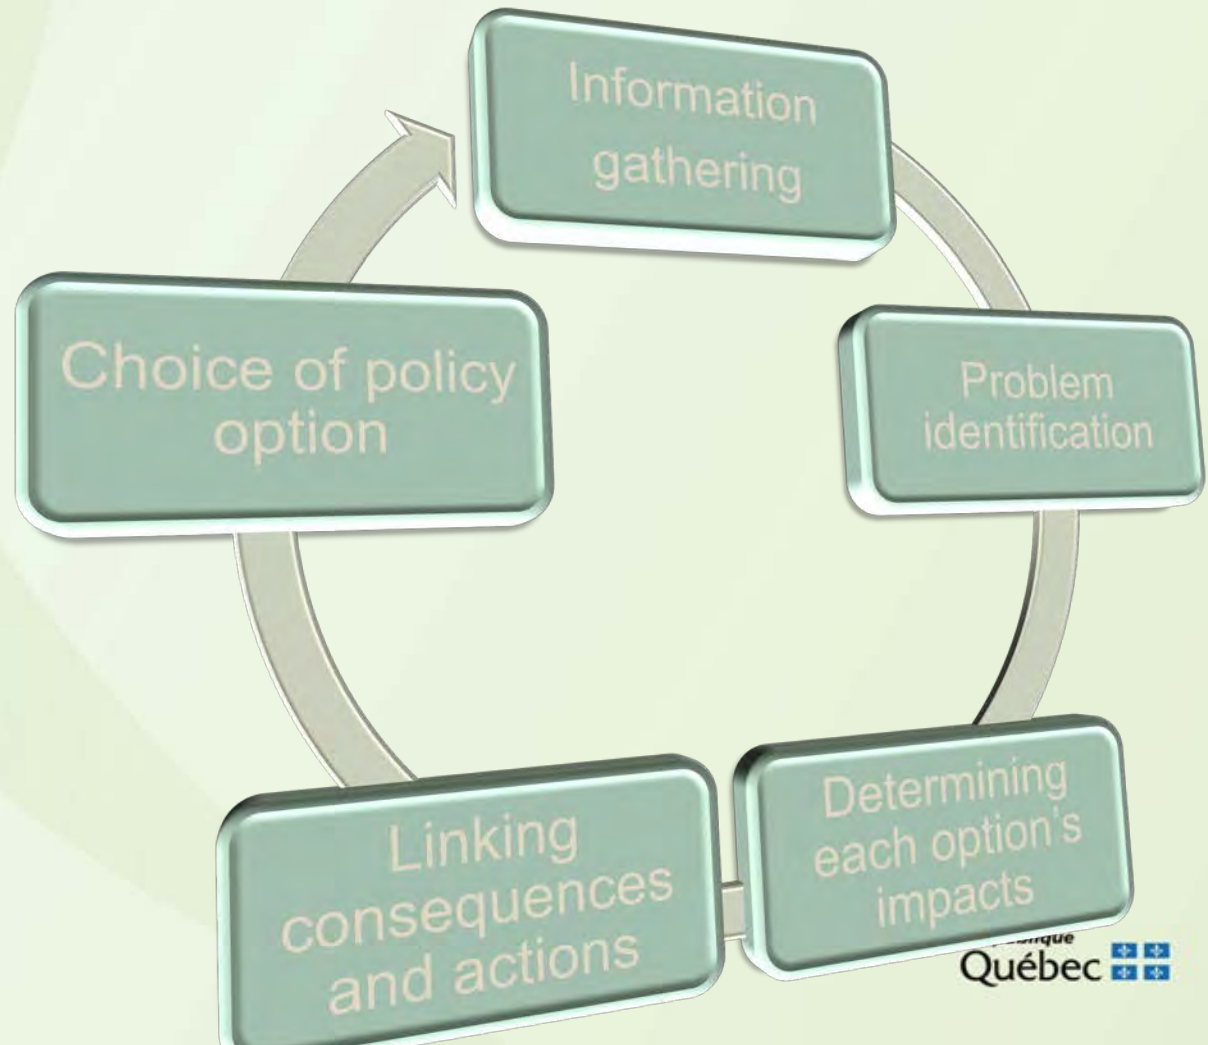 Information
gathering
Problem
identification
Determining
each option's
impacts
Linking
consequences
and actions
Choice of policy
option
Québec